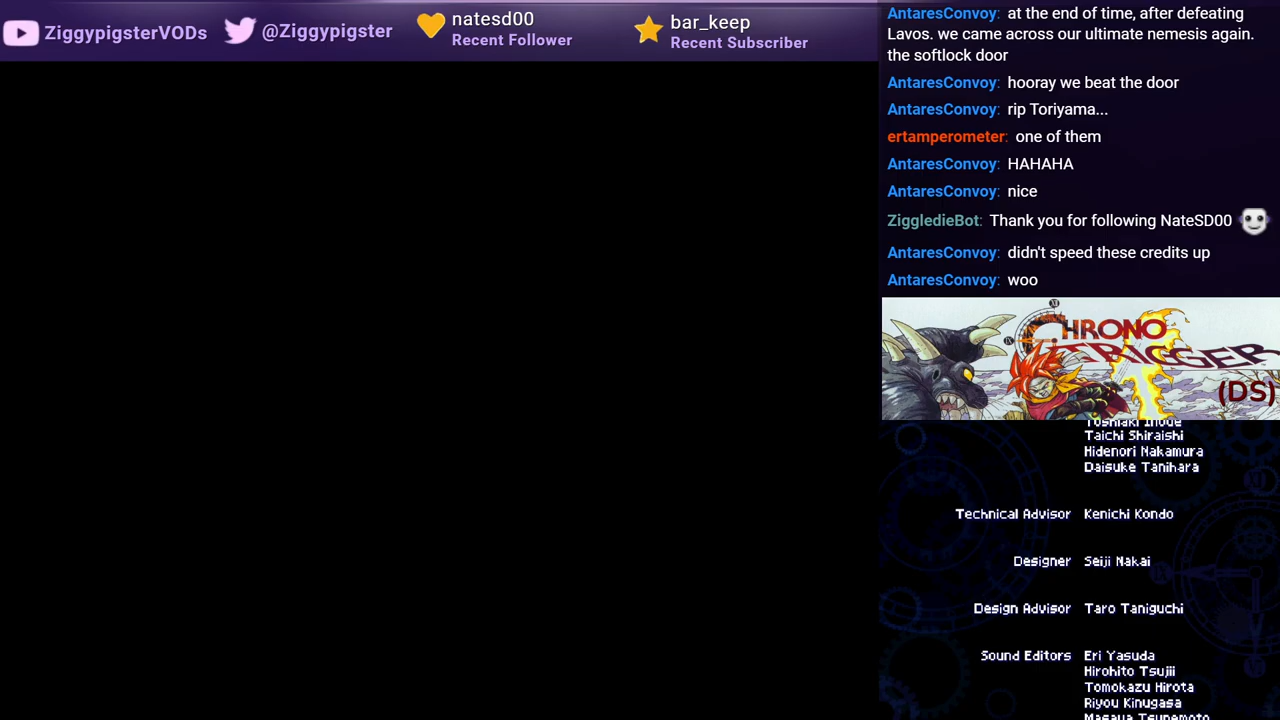 ZiggypigsterVODs
@Ziggypigster
natesd00
Recent Follower
bar_keep
Recent Subscriber
AntaresConvoy: at the end of time, after defeating
Lavos. we came across our ultimate nemesis again.
the softlock door
AntaresConvoy: hooray we beat the door
AntaresConvoy: rip Toriyama...
ertamperometer: one of them
AntaresConvoy: HAHAHA
AntaresConvoy: nice
ZiggledieBot: Thank you for following NateSD00
AntaresConvoy: didn't speed these credits up
AntaresConvoy: woo
CHRONO
TRIGGER
(DS)
Taichi Shiraishi
Hidenori Nakamura
Daisuke Tanihara
Technical Advisor Kenichi Kondo
Designer Seiji Nakai
Design Advisor Taro Taniguchi
Sound Editors Eri Yasuda
Hirohito Tsujii
Tomokazu Hirota
Riyou Kinugasa